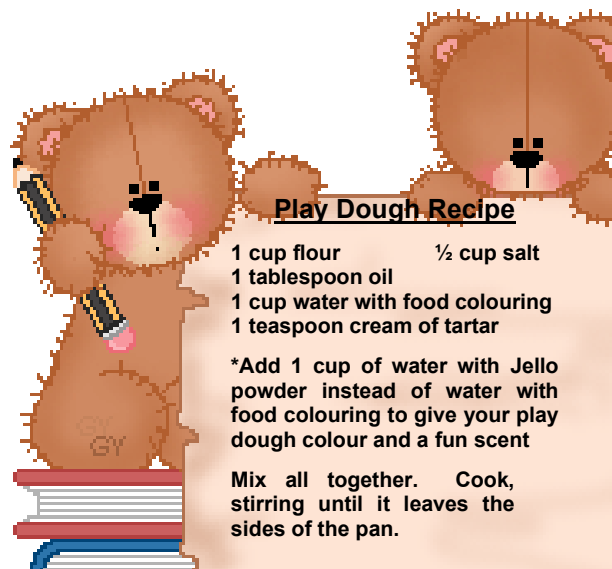 Play Dough Recipe
1 cup flour ½ cup salt
1 tablespoon oil
1 cup water with food colouring
1 teaspoon cream of tartar
*Add 1 cup of water with Jello
powder instead of water with
food colouring to give your play
dough colour and a fun scent
Mix all together. Cook,
stirring until it leaves the
sides of the pan.
GY
GY